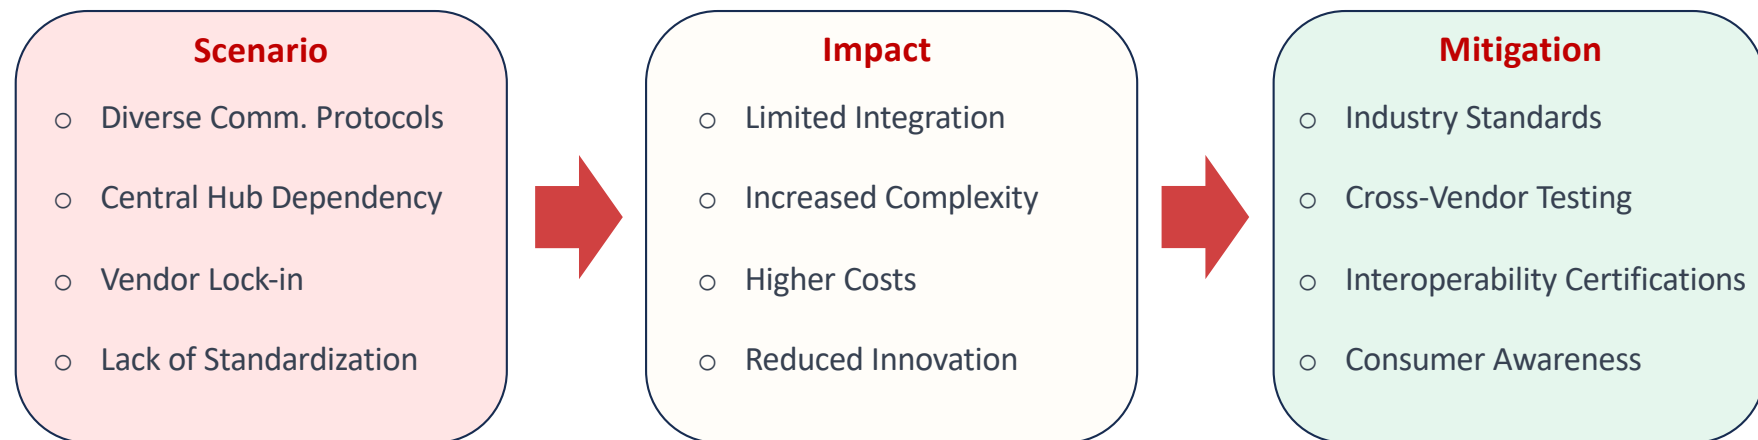 Scenario
○ Diverse Comm. Protocols
○ Central Hub Dependency
○ Vendor Lock-in
○ Lack of Standardization
Impact
○ Limited Integration
○ Increased Complexity
○ Higher Costs
○ Reduced Innovation
Mitigation
○ Industry Standards
○ Cross-Vendor Testing
○ Interoperability Certifications
○ Consumer Awareness